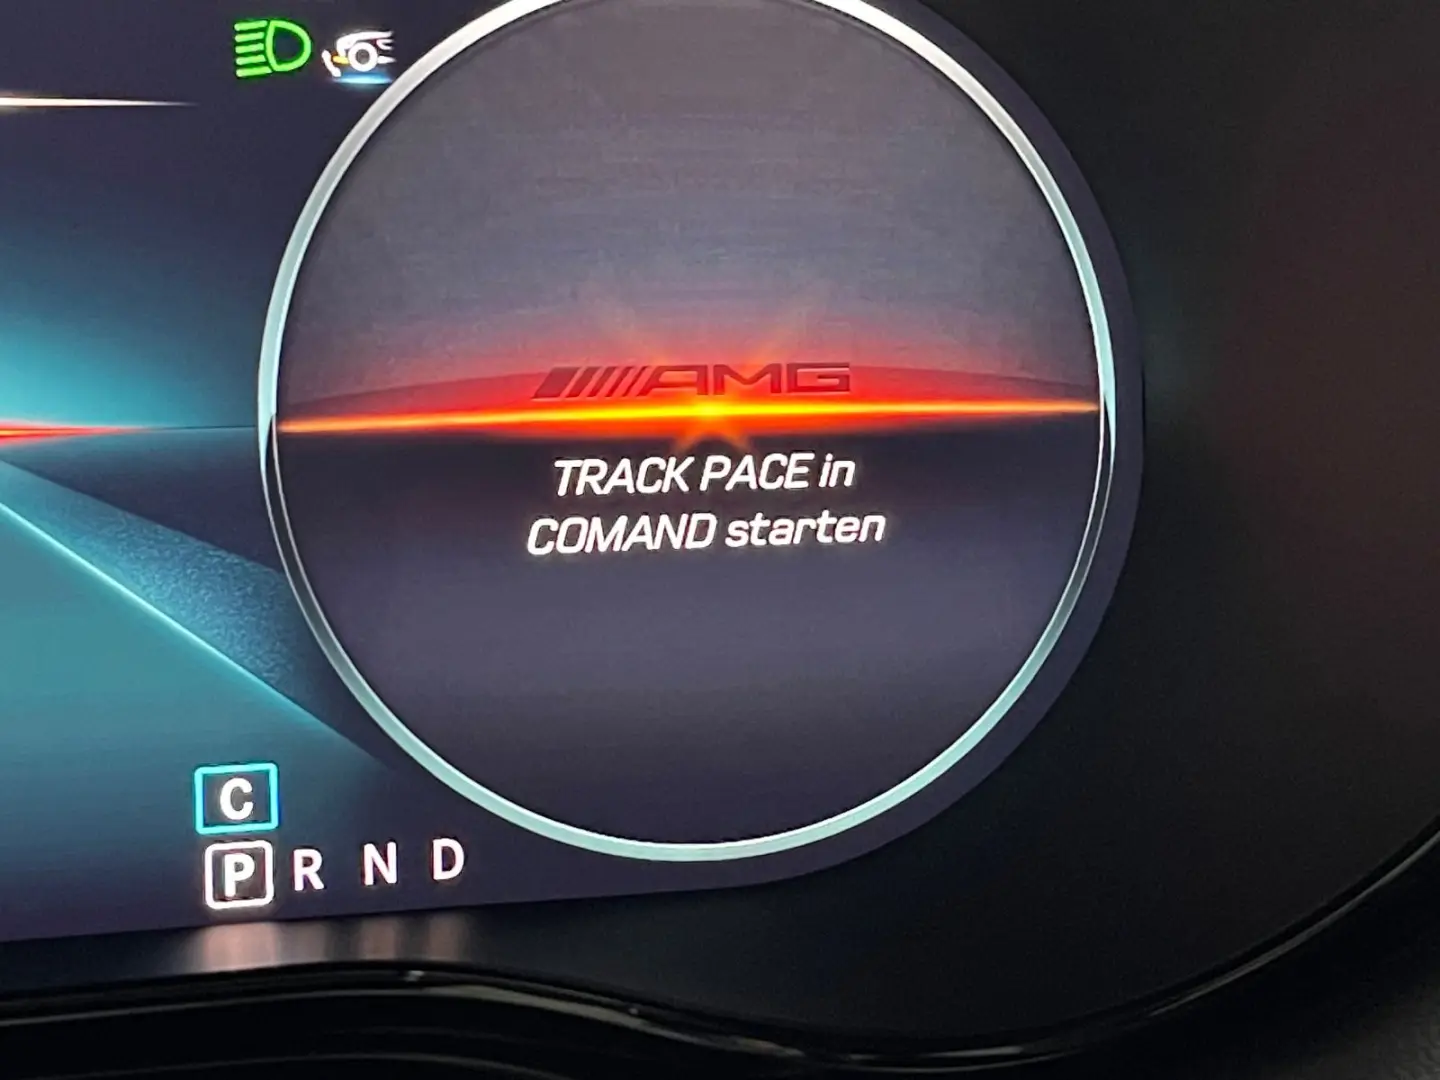 AMG
TRACK PACE in
COMAND starten
C
P R N D